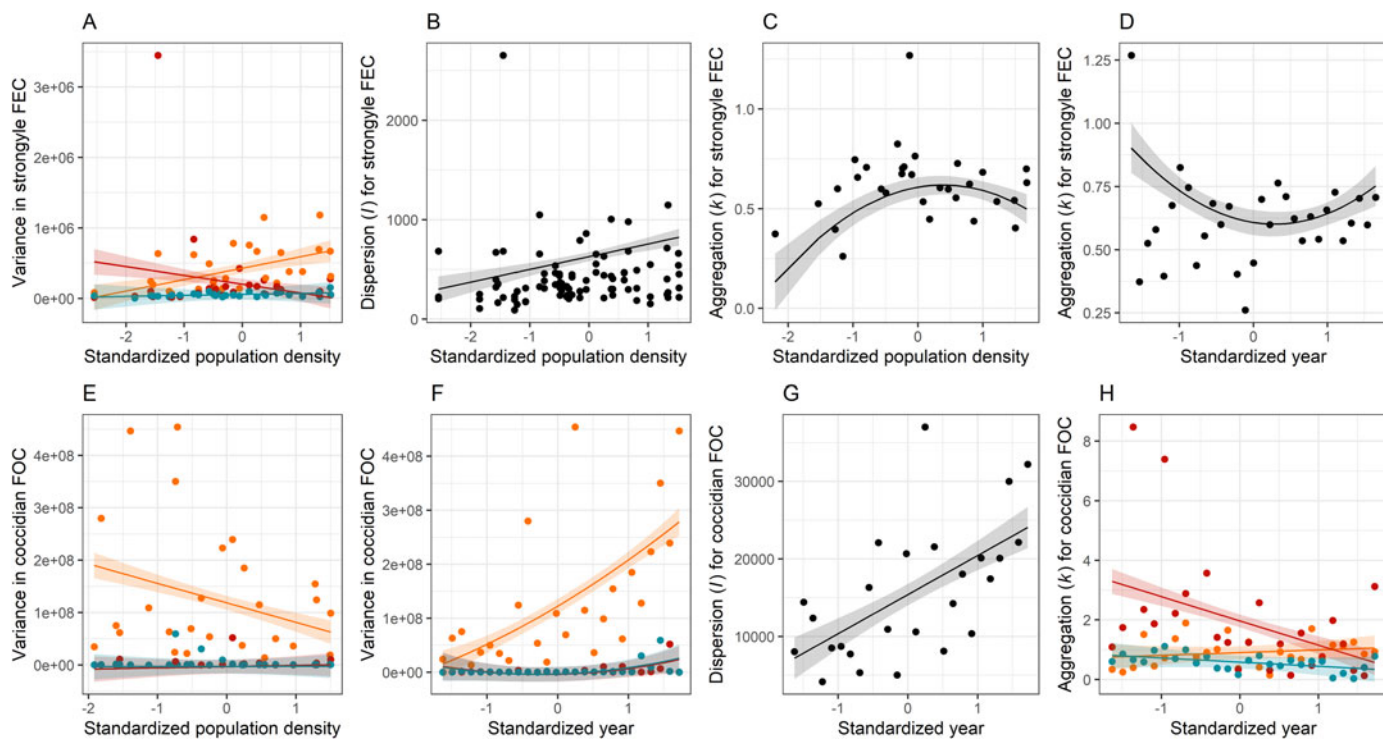 A
B
C
D
Variance in strongyle FEC
3e+06
2e+06
1e+06
0e+00
-2
-1
0
1
Standardized population density
Dispersion (I) for strongyle FEC
2000
1000
0
-2
-1
0
1
Standardized population density
Aggregation (k) for strongyle FEC
1.0
0.5
0.0
-2
-1
0
1
Standardized population density
Aggregation (k) for strongyle FEC
1.25
1.00
0.75
0.50
0.25
-1
0
1
Standardized year
E
F
G
H
Variance in coccidian FOC
4e+08
3e+08
2e+08
1e+08
0e+00
-2
-1
0
1
Standardized population density
Variance in coccidian FOC
4e+08
3e+08
2e+08
1e+08
0e+00
-1
0
1
Standardized year
Dispersion (I) for coccidian FOC
30000
20000
10000
-1
0
1
Standardized year
Aggregation (k) for coccidian FOC
8
6
4
2
0
-1
0
1
Standardized year